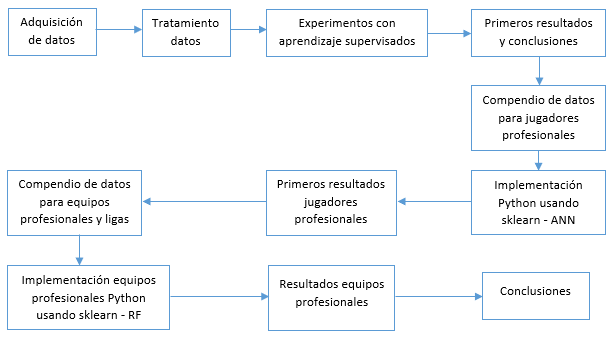 Adquisición
de datos
Tratamiento
datos
Experimentos con
aprendizaje supervisados
Primeros resultados
y conclusiones
Compendio de datos
para jugadores
profesionales
Implementación
Python usando
sklearn - ANN
Primeros resultados
jugadores
profesionales
Compendio de datos
para equipos
profesionales y ligas
Implementación equipos
profesionales Python
usando sklearn - RF
Resultados equipos
profesionales
Conclusiones